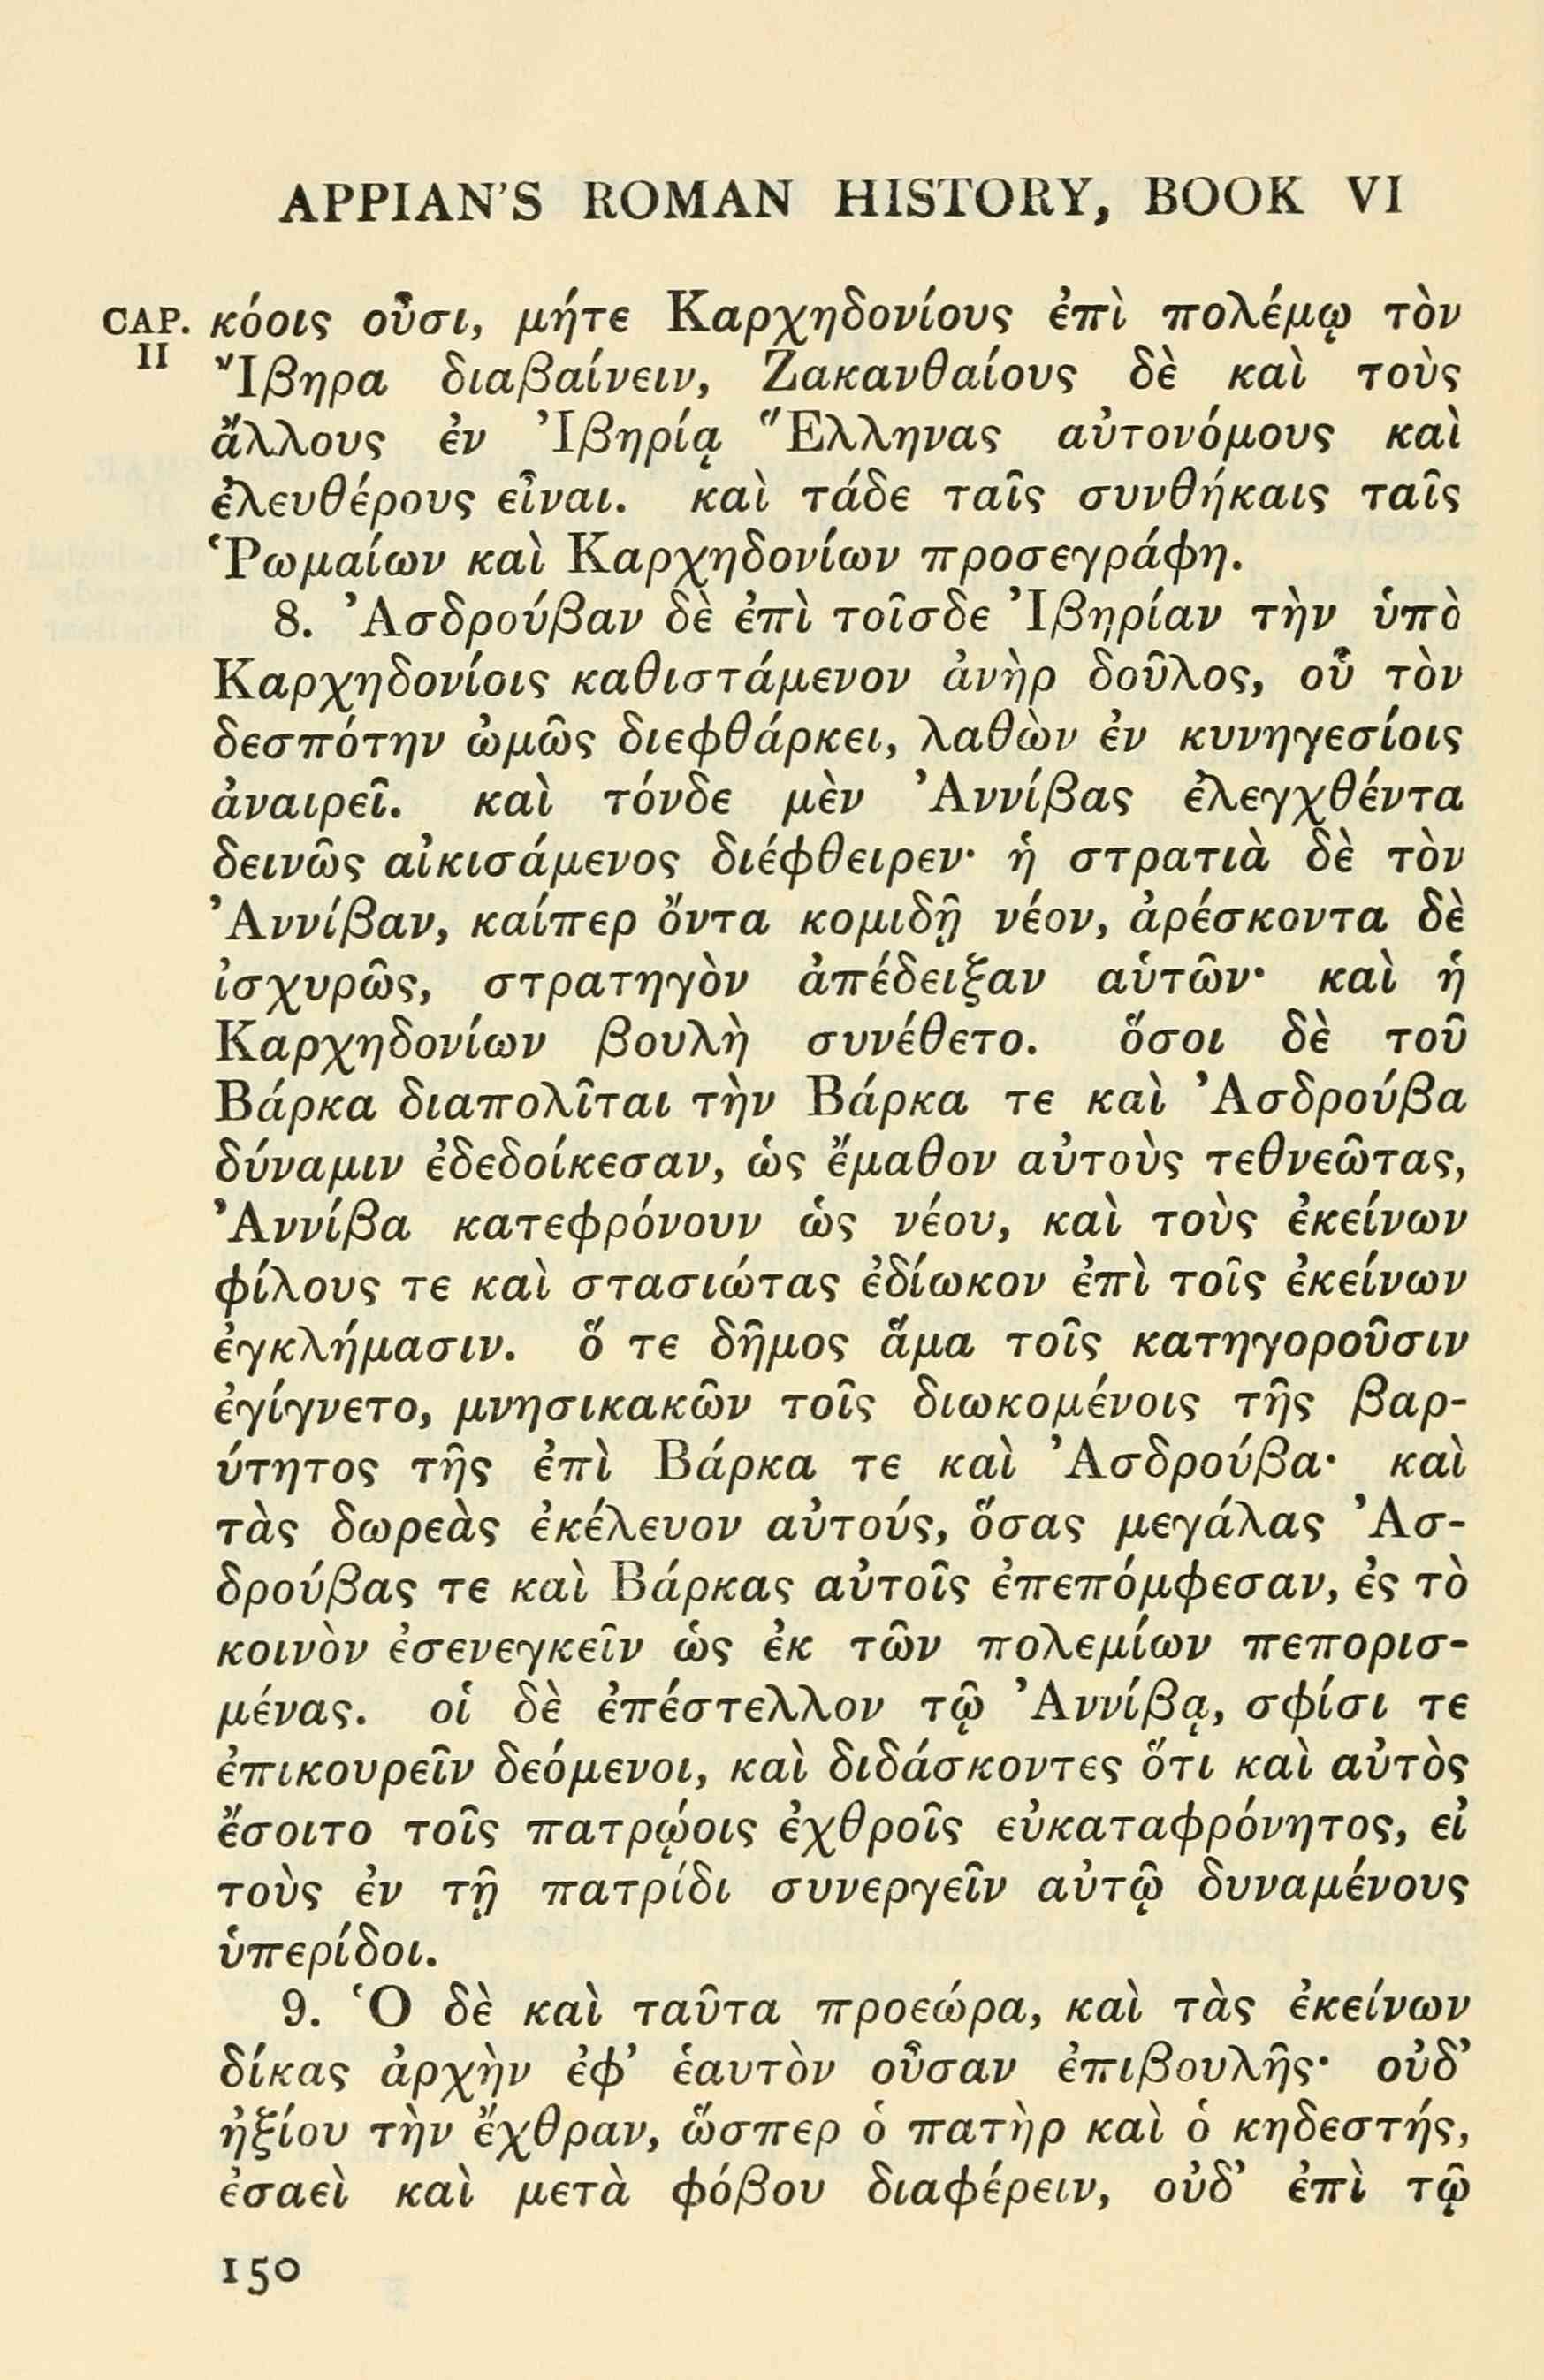 APPIAN'S ROMAN HISTORY, BOOK VI
CAP. II
κόοις οὖσι, μήτε Καρχηδονίους ἐπὶ πολέμῳ τὸν
Ἴβηρα διαβαίνειν, Ζακανθαίους δὲ καὶ τοὺς
ἄλλους ἐν Ἰβηρίᾳ Ἕλληνας αὐτονόμους καὶ
ἐλευθέρους εἶναι. καὶ τάδε ταῖς συνθήκαις ταῖς
Ῥωμαίων καὶ Καρχηδονίων προσεγράφη.
8. Ἀσδρούβαν δὲ ἐπὶ τοῖσδε Ἰβηρίαν τὴν ὑπὸ
Καρχηδονίοις καθιστάμενον ἀνὴρ δοῦλος, οὗ τὸν
δεσπότην ὠμῶς διεφθάρκει, λαθὼν ἐν κυνηγεσίοις
ἀναιρεῖ. καὶ τόνδε μὲν Ἀννίβας ἐλεγχθέντα
δεινῶς αἰκισάμενος διέφθειρεν· ἡ στρατιὰ δὲ τὸν
Ἀννίβαν, καίπερ ὄντα κομιδῇ νέον, ἀρέσκοντα δὲ
ἰσχυρῶς, στρατηγὸν ἀπέδειξαν αὑτῶν· καὶ ἡ
Καρχηδονίων βουλὴ συνέθετο. ὅσοι δὲ τοῦ
Βάρκα διαπολῖται τὴν Βάρκα τε καὶ Ἀσδρούβα
δύναμιν ἐδεδοίκεσαν, ὡς ἔμαθον αὐτοὺς τεθνεῶτας,
Ἀννίβα κατεφρόνουν ὡς νέου, καὶ τοὺς ἐκείνων
φίλους τε καὶ στασιώτας ἐδίωκον ἐπὶ τοῖς ἐκείνων
ἐγκλήμασιν. ὅ τε δῆμος ἅμα τοῖς κατηγοροῦσιν
ἐγίγνετο, μνησικακῶν τοῖς διωκομένοις τῆς βαρ-
ύτητος τῆς ἐπὶ Βάρκα τε καὶ Ἀσδρούβα· καὶ
τὰς δωρεὰς ἐκέλευον αὐτούς, ὅσας μεγάλας Ἀσ-
δρούβας τε καὶ Βάρκας αὐτοῖς ἐπεπόμφεσαν, ἐς τὸ
κοινὸν ἐσενεγκεῖν ὡς ἐκ τῶν πολεμίων πεπορισ-
μένας. οἱ δὲ ἐπέστελλον τῷ Ἀννίβᾳ, σφίσι τε
ἐπικουρεῖν δεόμενοι, καὶ διδάσκοντες ὅτι καὶ αὐτὸς
ἔσοιτο τοῖς πατρῴοις ἐχθροῖς εὐκαταφρόνητος, εἰ
τοὺς ἐν τῇ πατρίδι συνεργεῖν αὐτῷ δυναμένους
ὑπερίδοι.
9. Ὁ δὲ καὶ ταῦτα προεώρα, καὶ τὰς ἐκείνων
δίκας ἀρχὴν ἐφ' ἑαυτὸν οὖσαν ἐπιβουλῆς· οὐδ'
ἠξίου τὴν ἔχθραν, ὥσπερ ὁ πατὴρ καὶ ὁ κηδεστής,
ἐσαεὶ καὶ μετὰ φόβου διαφέρειν, οὐδ' ἐπὶ τῷ
150